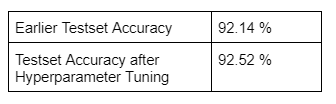 Earlier Testset Accuracy 92.14 %
Testset Accuracy after 92.52 %
Hyperparameter Tuning